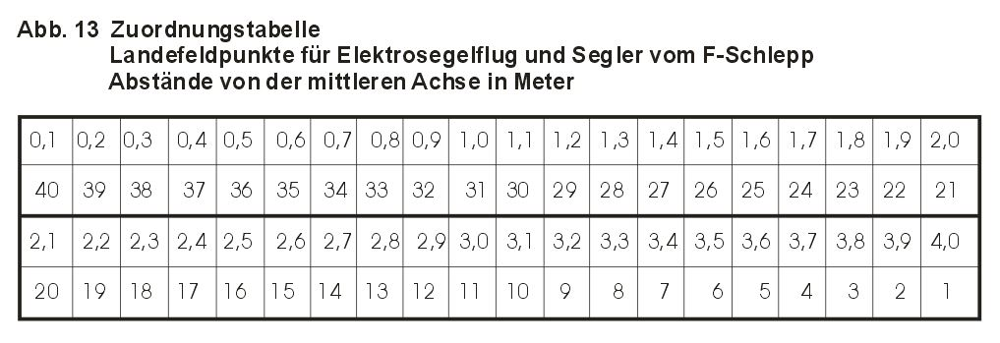 Abb. 13 Zuordnungstabelle
Landefeldpunkte für Elektrosegelflug und Segler vom F-Schlepp
Abstände von der mittleren Achse in Meter
0,1 0,2 0,3 0,4 0,5 0,6 0,7 0,8 0,9 1,0 1,1 1,2 1,3 1,4 1,5 1,6 1,7 1,8 1,9 2,0
40 39 38 37 36 35 34 33 32 31 30 29 28 27 26 25 24 23 22 21
2,1 2,2 2,3 2,4 2,5 2,6 2,7 2,8 2,9 3,0 3,1 3,2 3,3 3,4 3,5 3,6 3,7 3,8 3,9 4,0
20 19 18 17 16 15 14 13 12 11 10 9 8 7 6 5 4 3 2 1